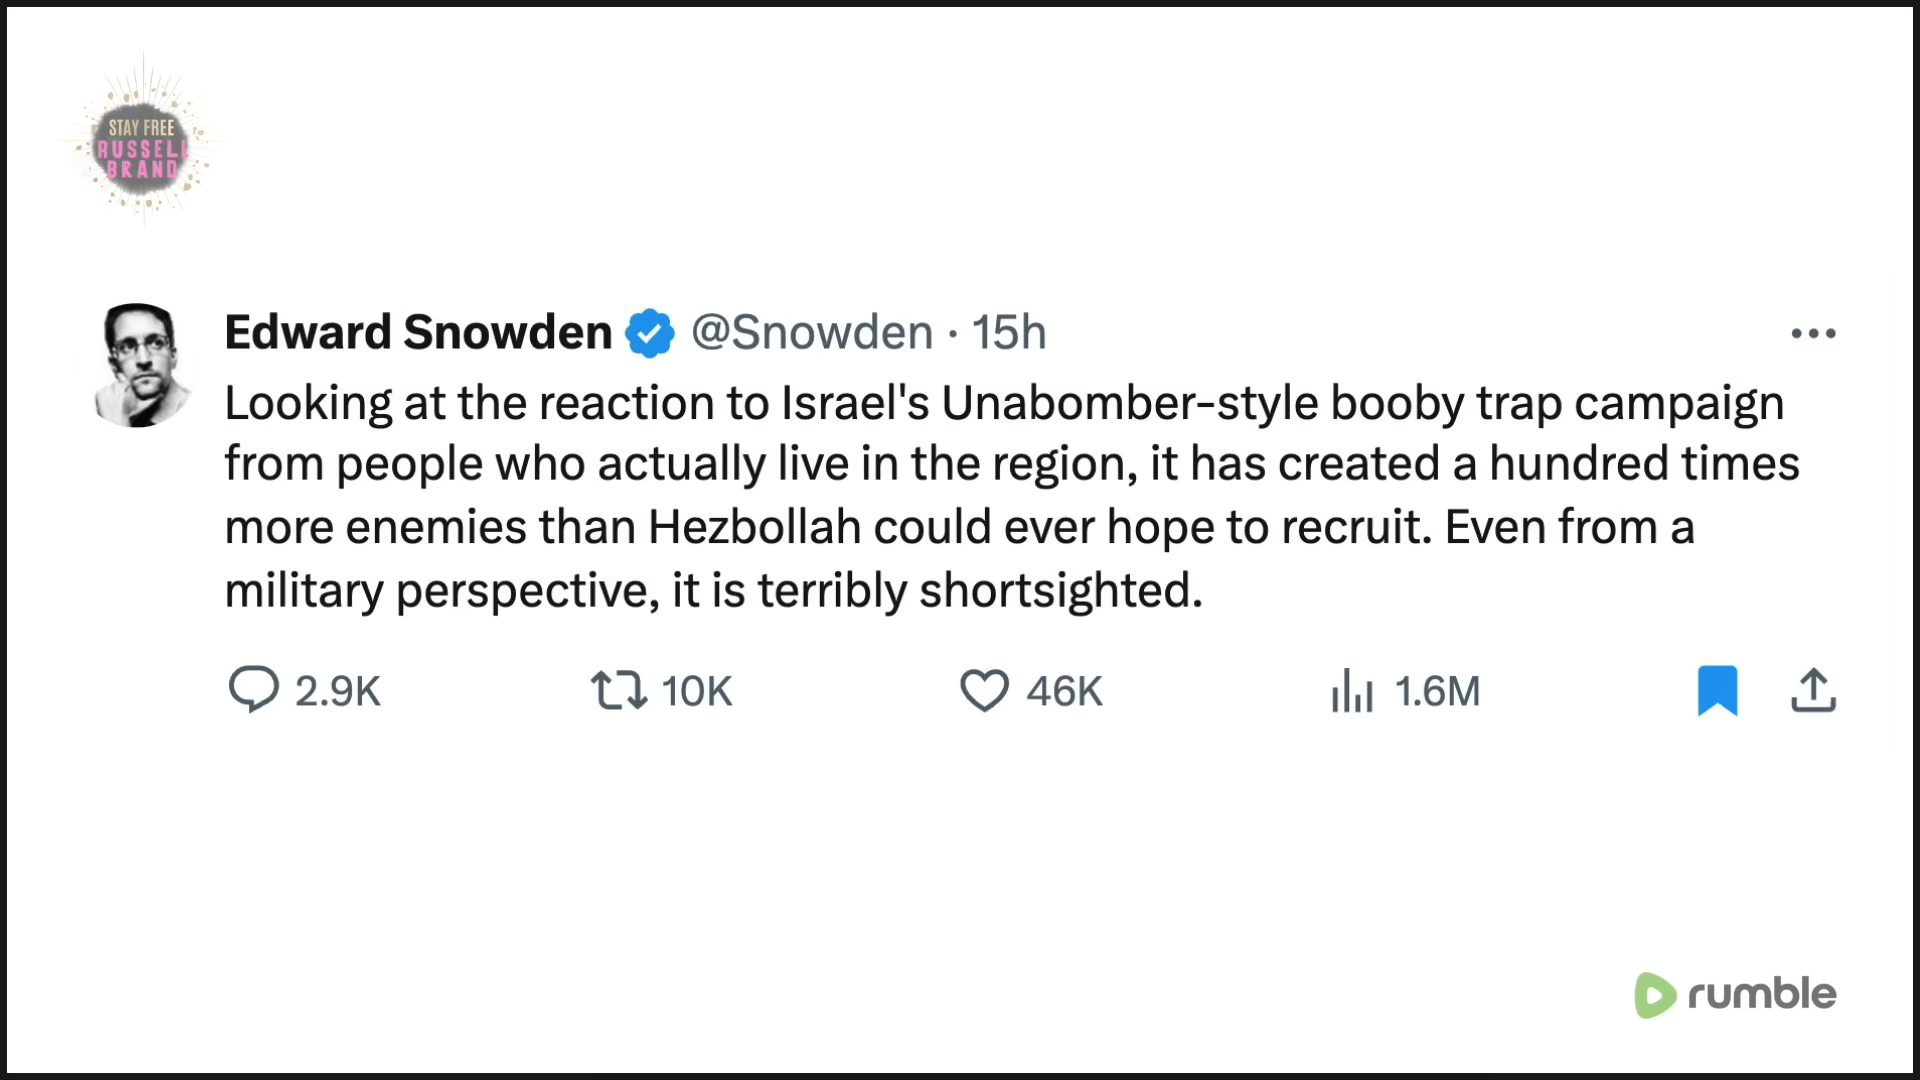 STAY FREE
RUSSELL
BRAND
Edward Snowden @Snowden · 15h
Looking at the reaction to Israel's Unabomber-style booby trap campaign
from people who actually live in the region, it has created a hundred times
more enemies than Hezbollah could ever hope to recruit. Even from a
military perspective, it is terribly shortsighted.
2.9K 10K 46K 1.6M
rumble